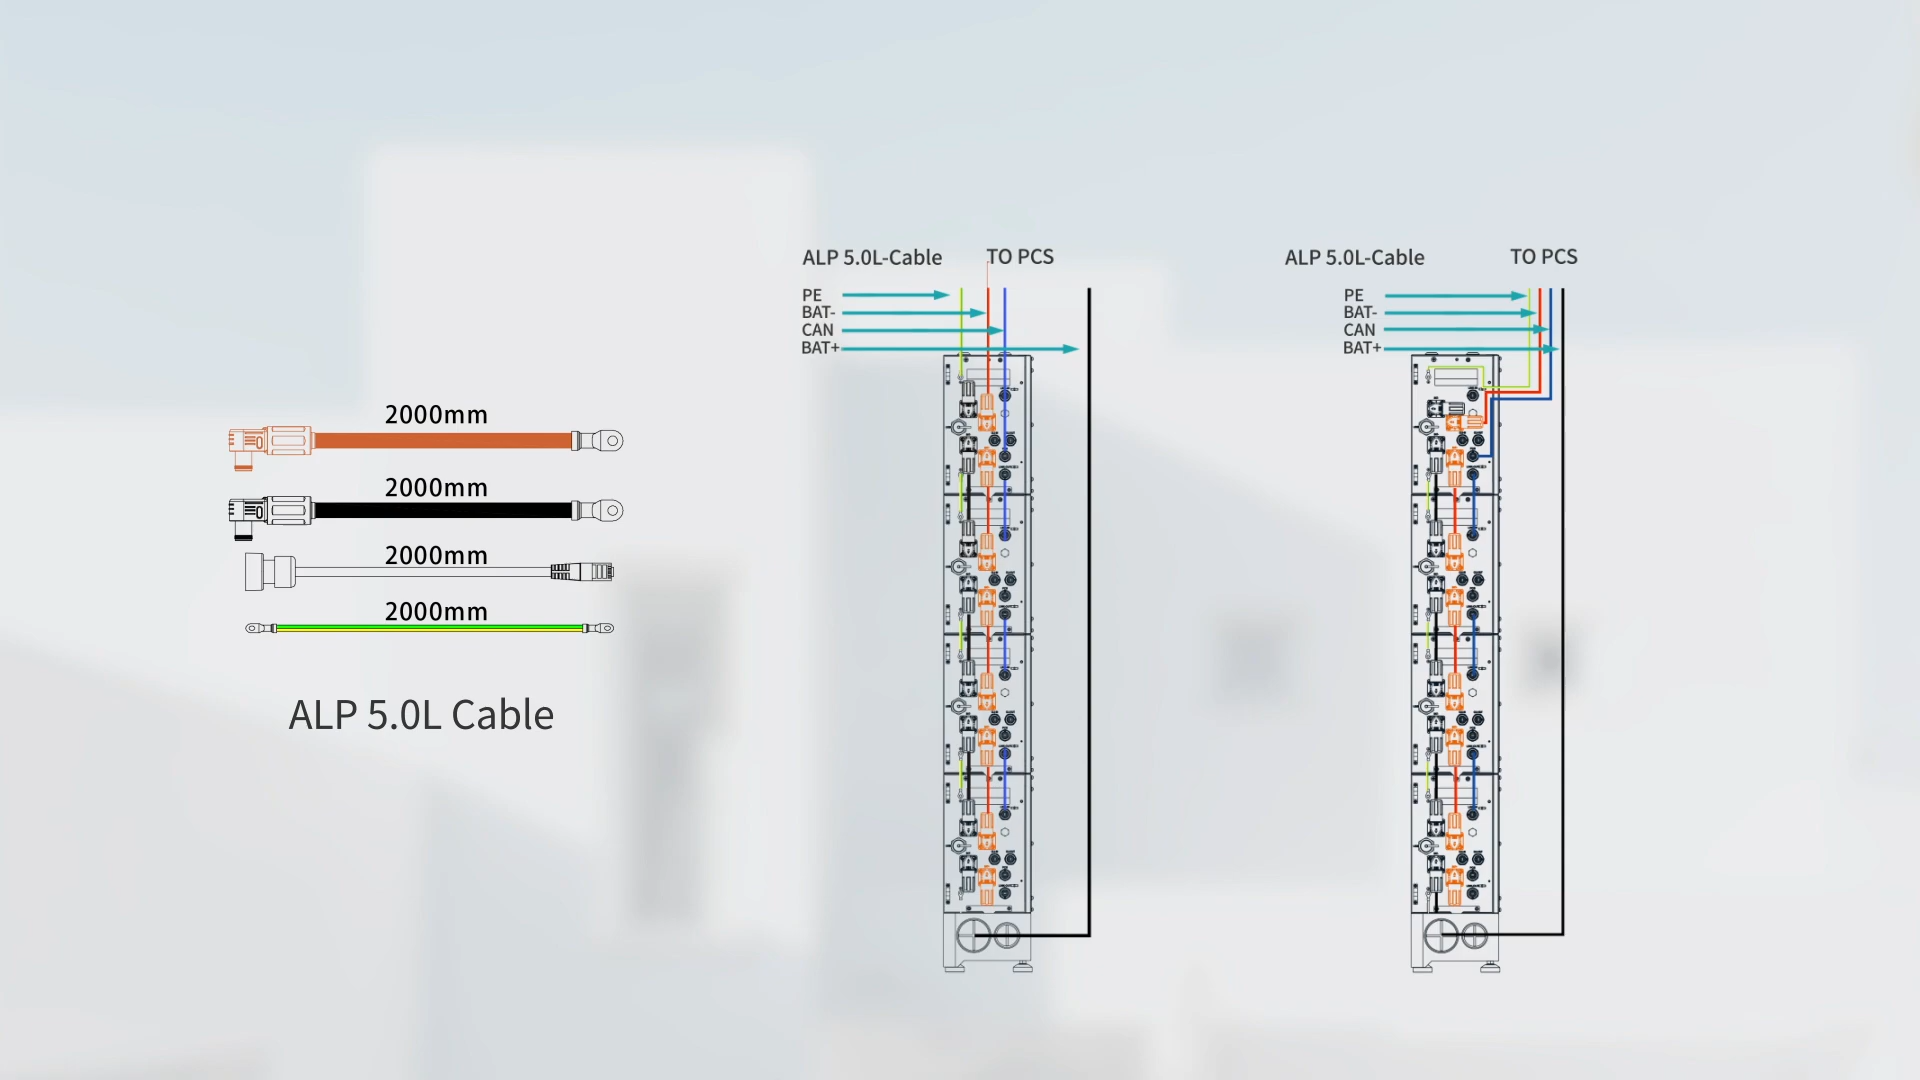 2000mm
2000mm
2000mm
2000mm
ALP 5.0L Cable
ALP 5.0L-Cable TO PCS
PE
BAT-
CAN
BAT+
ALP 5.0L-Cable TO PCS
PE
BAT-
CAN
BAT+